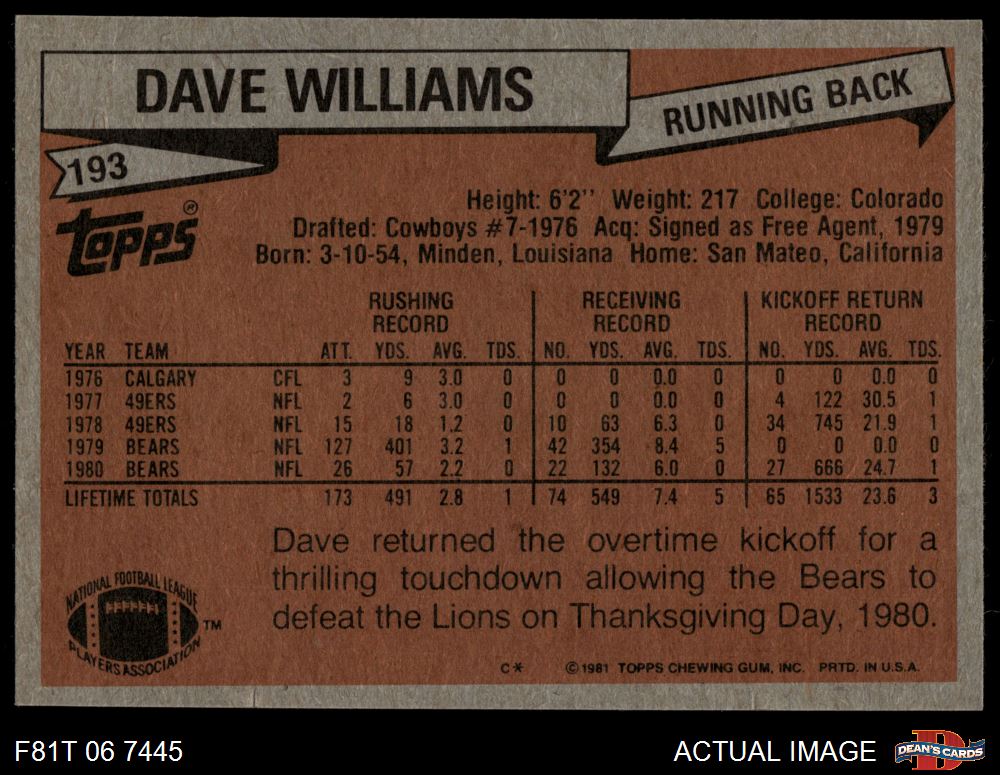 DAVE WILLIAMS
RUNNING BACK
193
topps®
Height: 6'2'' Weight: 217 College: Colorado
Drafted: Cowboys #7-1976 Acq: Signed as Free Agent, 1979
Born: 3-10-54, Minden, Louisiana Home: San Mateo, California
RUSHING RECORD RECEIVING RECORD KICKOFF RETURN RECORD
YEAR TEAM ATT. YDS. AVG. TDS. NO. YDS. AVG. TDS. NO. YDS. AVG. TDS.
1976 CALGARY CFL 3 9 3.0 0 0 0 0.0 0 0 0 0.0 0
1977 49ERS NFL 2 6 3.0 0 0 0 0.0 0 4 122 30.5 1
1978 49ERS NFL 15 18 1.2 0 10 63 6.3 0 34 745 21.9 1
1979 BEARS NFL 127 401 3.2 1 42 354 8.4 5 0 0 0.0 0
1980 BEARS NFL 26 57 2.2 0 22 132 6.0 0 27 666 24.7 1
LIFETIME TOTALS 173 491 2.8 1 74 549 7.4 5 65 1533 23.6 3
Dave returned the overtime kickoff for a
thrilling touchdown allowing the Bears to
defeat the Lions on Thanksgiving Day, 1980.
NATIONAL FOOTBALL LEAGUE
PLAYERS ASSOCIATION
TM
C* ©1981 TOPPS CHEWING GUM, INC. PRTD. IN U.S.A.
F81T 06 7445
ACTUAL IMAGE
D
DEAN'S CARDS